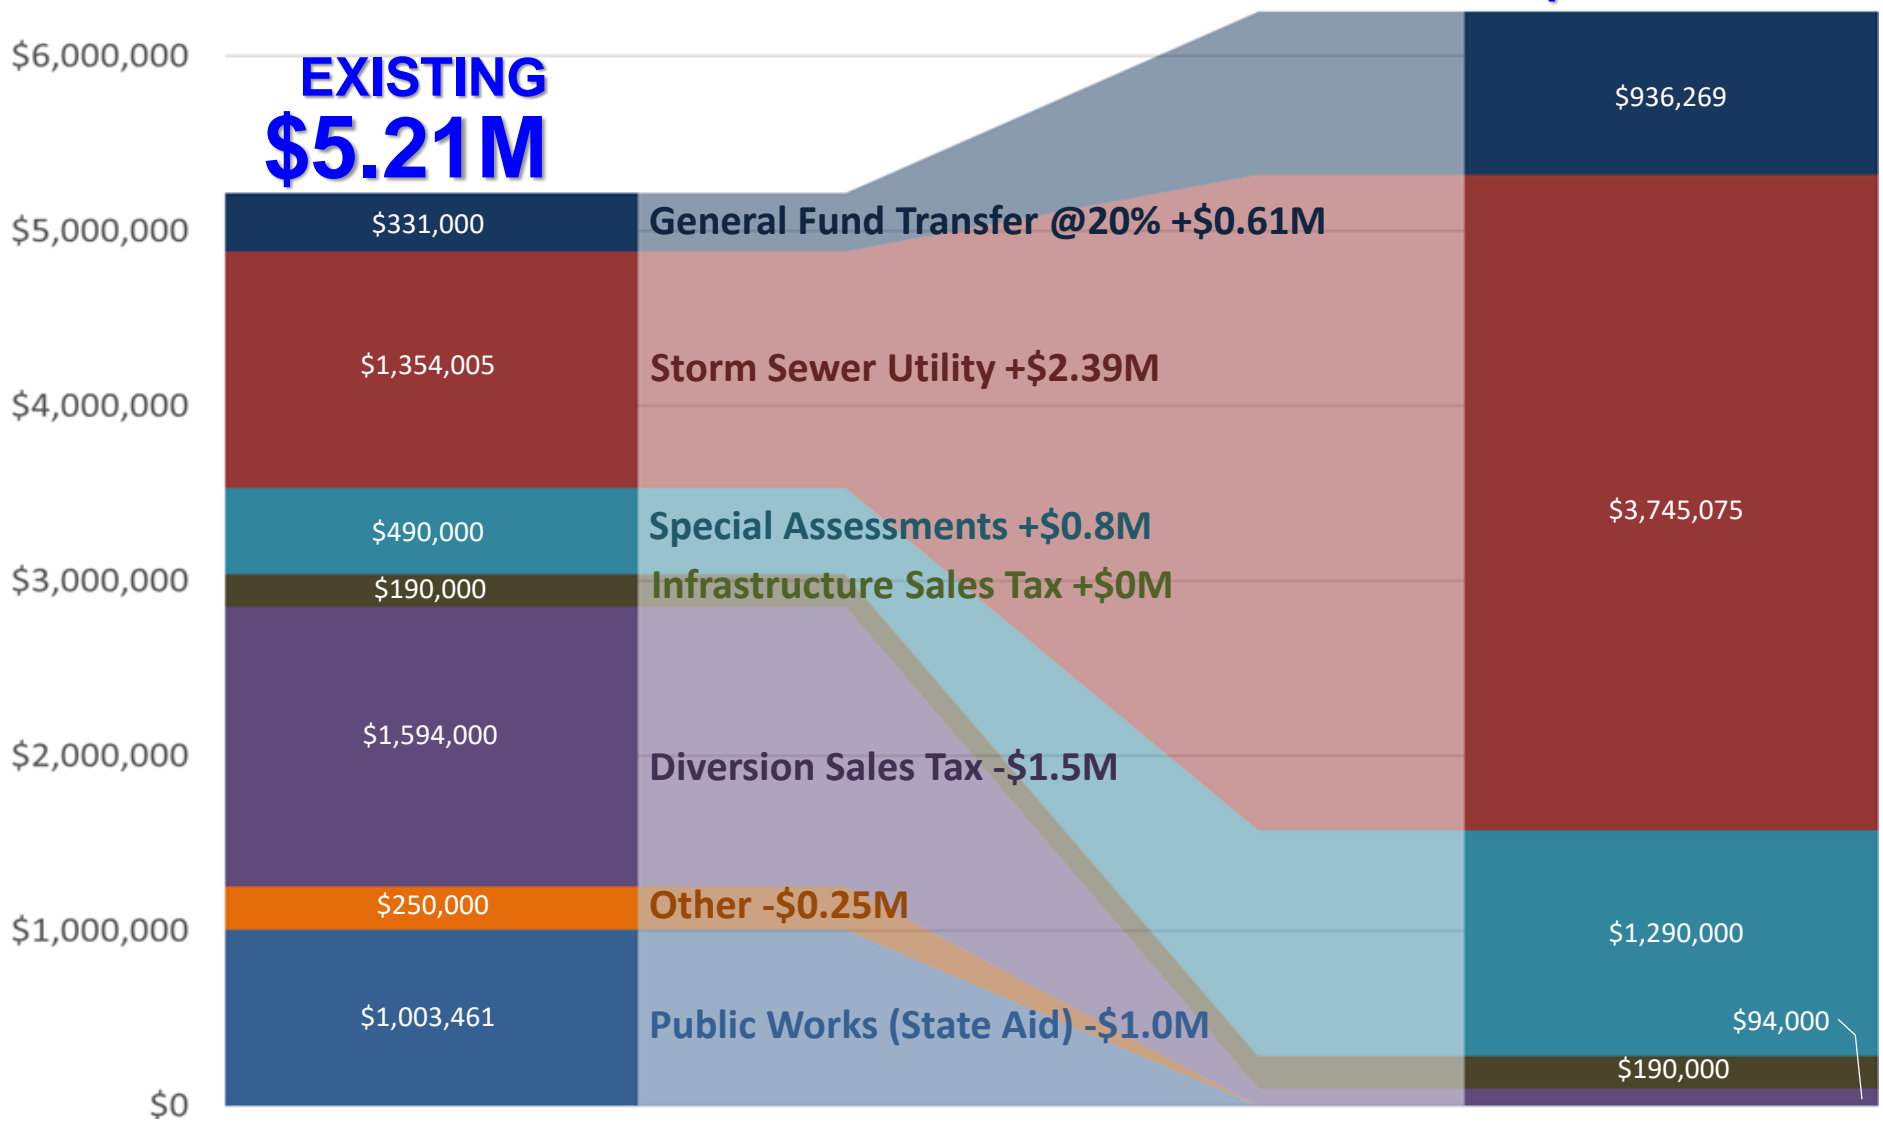 $6,000,000
EXISTING
$5.21M
$936,269
$5,000,000
$331,000
General Fund Transfer @20% +$0.61M
$1,354,005
Storm Sewer Utility +$2.39M
$4,000,000
$490,000
Special Assessments +$0.8M
$3,745,075
$3,000,000
$190,000
Infrastructure Sales Tax +$0M
$1,594,000
$2,000,000
Diversion Sales Tax -$1.5M
$250,000
Other -$0.25M
$1,000,000
$1,290,000
$1,003,461
Public Works (State Aid) -$1.0M
$94,000
$190,000
$0